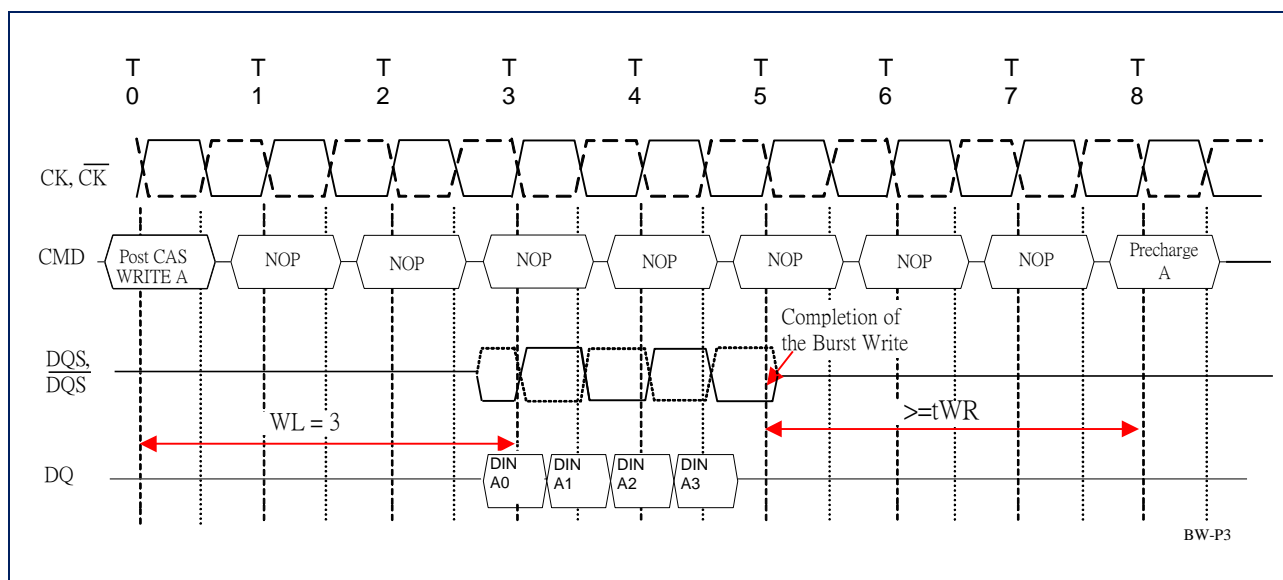 T T T T T T T T T
0 1 2 3 4 5 6 7 8
CK, CK
CMD
Post CAS
WRITE A
NOP
NOP
NOP
NOP
NOP
NOP
NOP
Precharge
A
Completion of
the Burst Write
DQS,
DQS
WL = 3
>=tWR
DQ
DIN
A0
DIN
A1
DIN
A2
DIN
A3
BW-P3